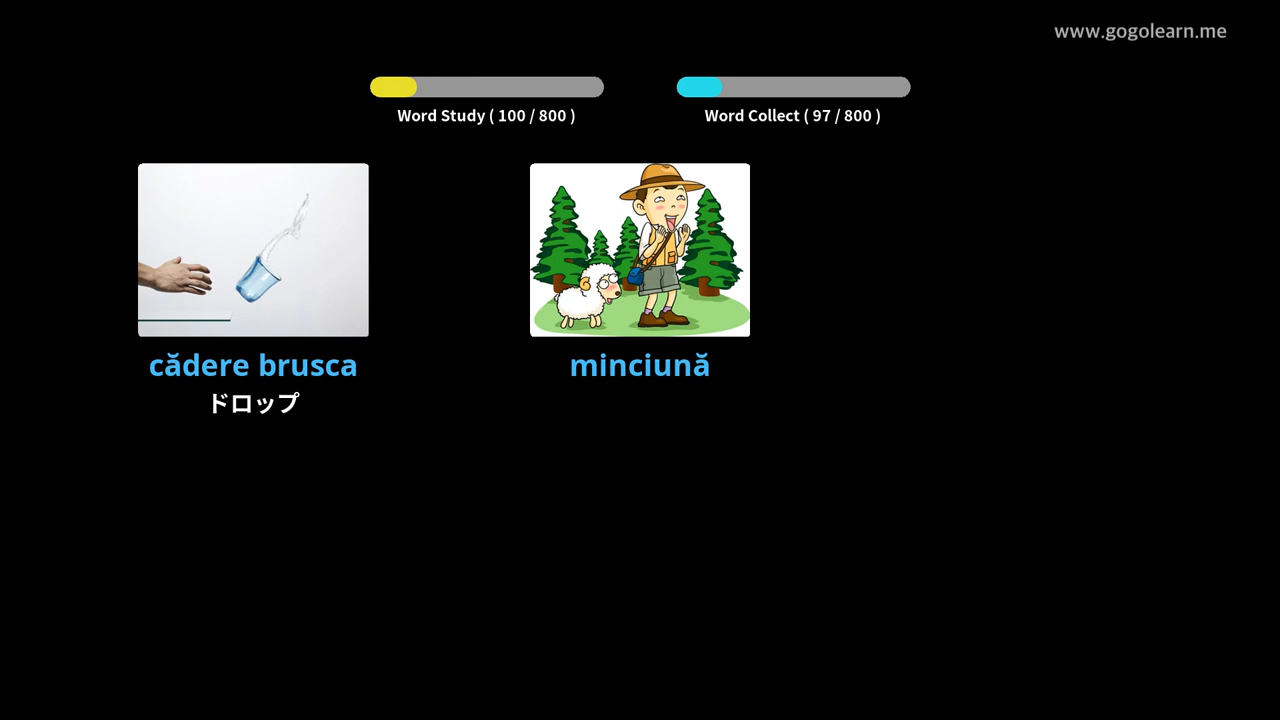 www.gogolearn.me
Word Study ( 100 / 800 )
Word Collect ( 97 / 800 )
cădere brusca
minciună
ドロップ